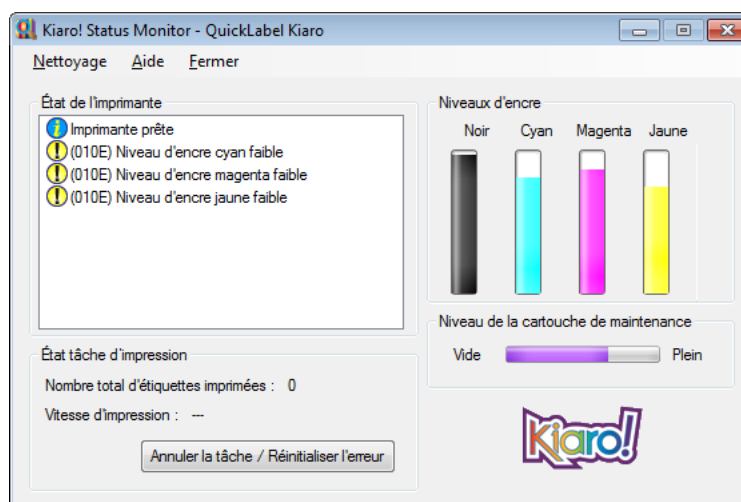 Kiaro! Status Monitor - QuickLabel Kiaro
Nettoyage Aide Fermer
État de l'imprimante
Imprimante prête
(010E) Niveau d'encre cyan faible
(010E) Niveau d'encre magenta faible
(010E) Niveau d'encre jaune faible
Niveaux d'encre
Noir Cyan Magenta Jaune
Niveau de la cartouche de maintenance
Vide Plein
État tâche d'impression
Nombre total d'étiquettes imprimées : 0
Vitesse d'impression : ---
Annuler la tâche / Réinitialiser l'erreur
Kiaro!